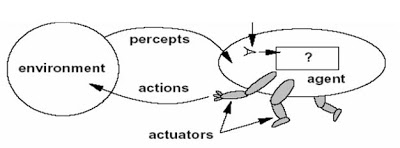 percepts
?
environment
agent
actions
actuators